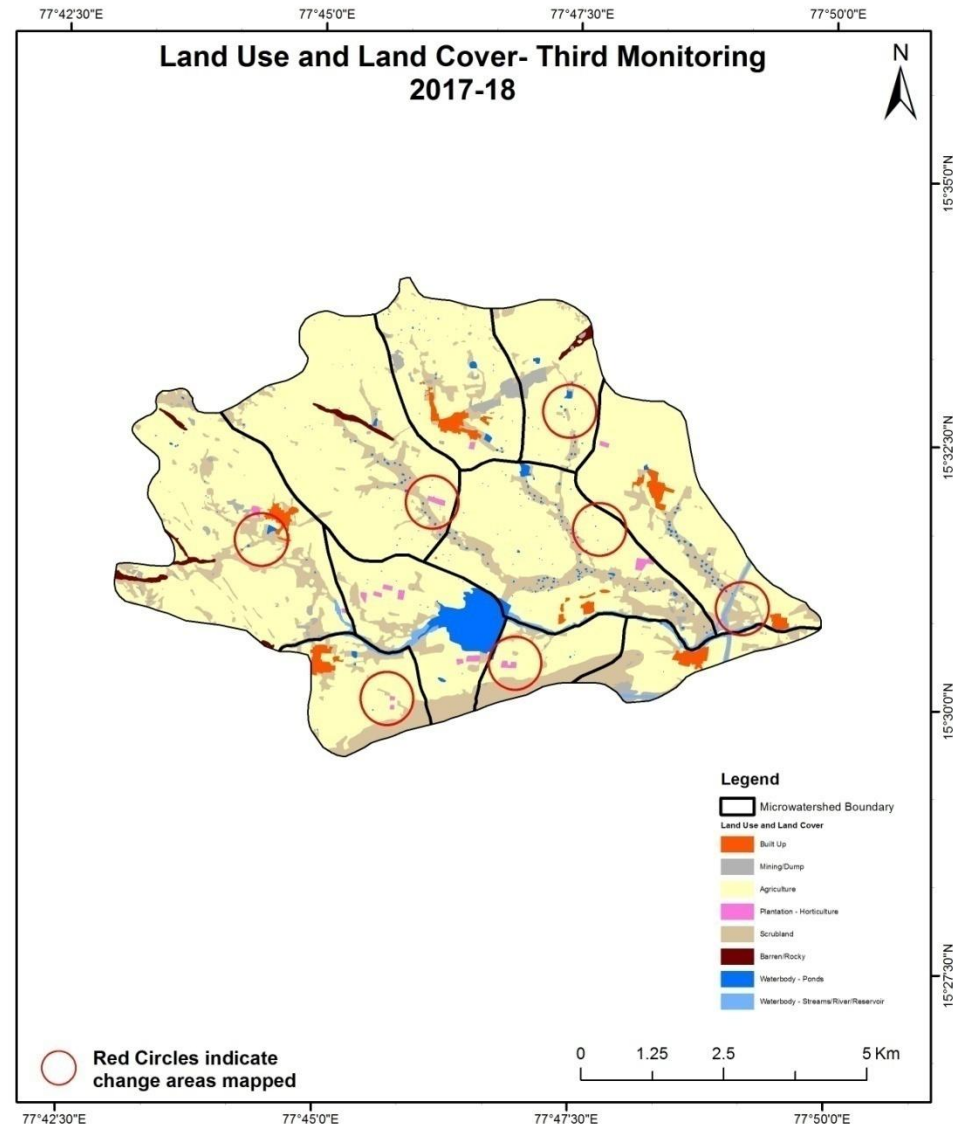 77°42'30"E 77°45'0"E 77°47'30"E 77°50'0"E
Land Use and Land Cover- Third Monitoring
2017-18
N
15°35'0"N
15°32'30"N
15°30'0"N
Legend
Microwatershed Boundary
Land Use and Land Cover
Built Up
Mining/Dump
Agriculture
Plantation - Horticulture
Scrubland
Barren/Rocky
Waterbody - Ponds
Waterbody - Streams/River/Reservoir
15°27'30"N
Red Circles indicate
change areas mapped
0 1.25 2.5 5 Km
77°42'30"E 77°45'0"E 77°47'30"E 77°50'0"E